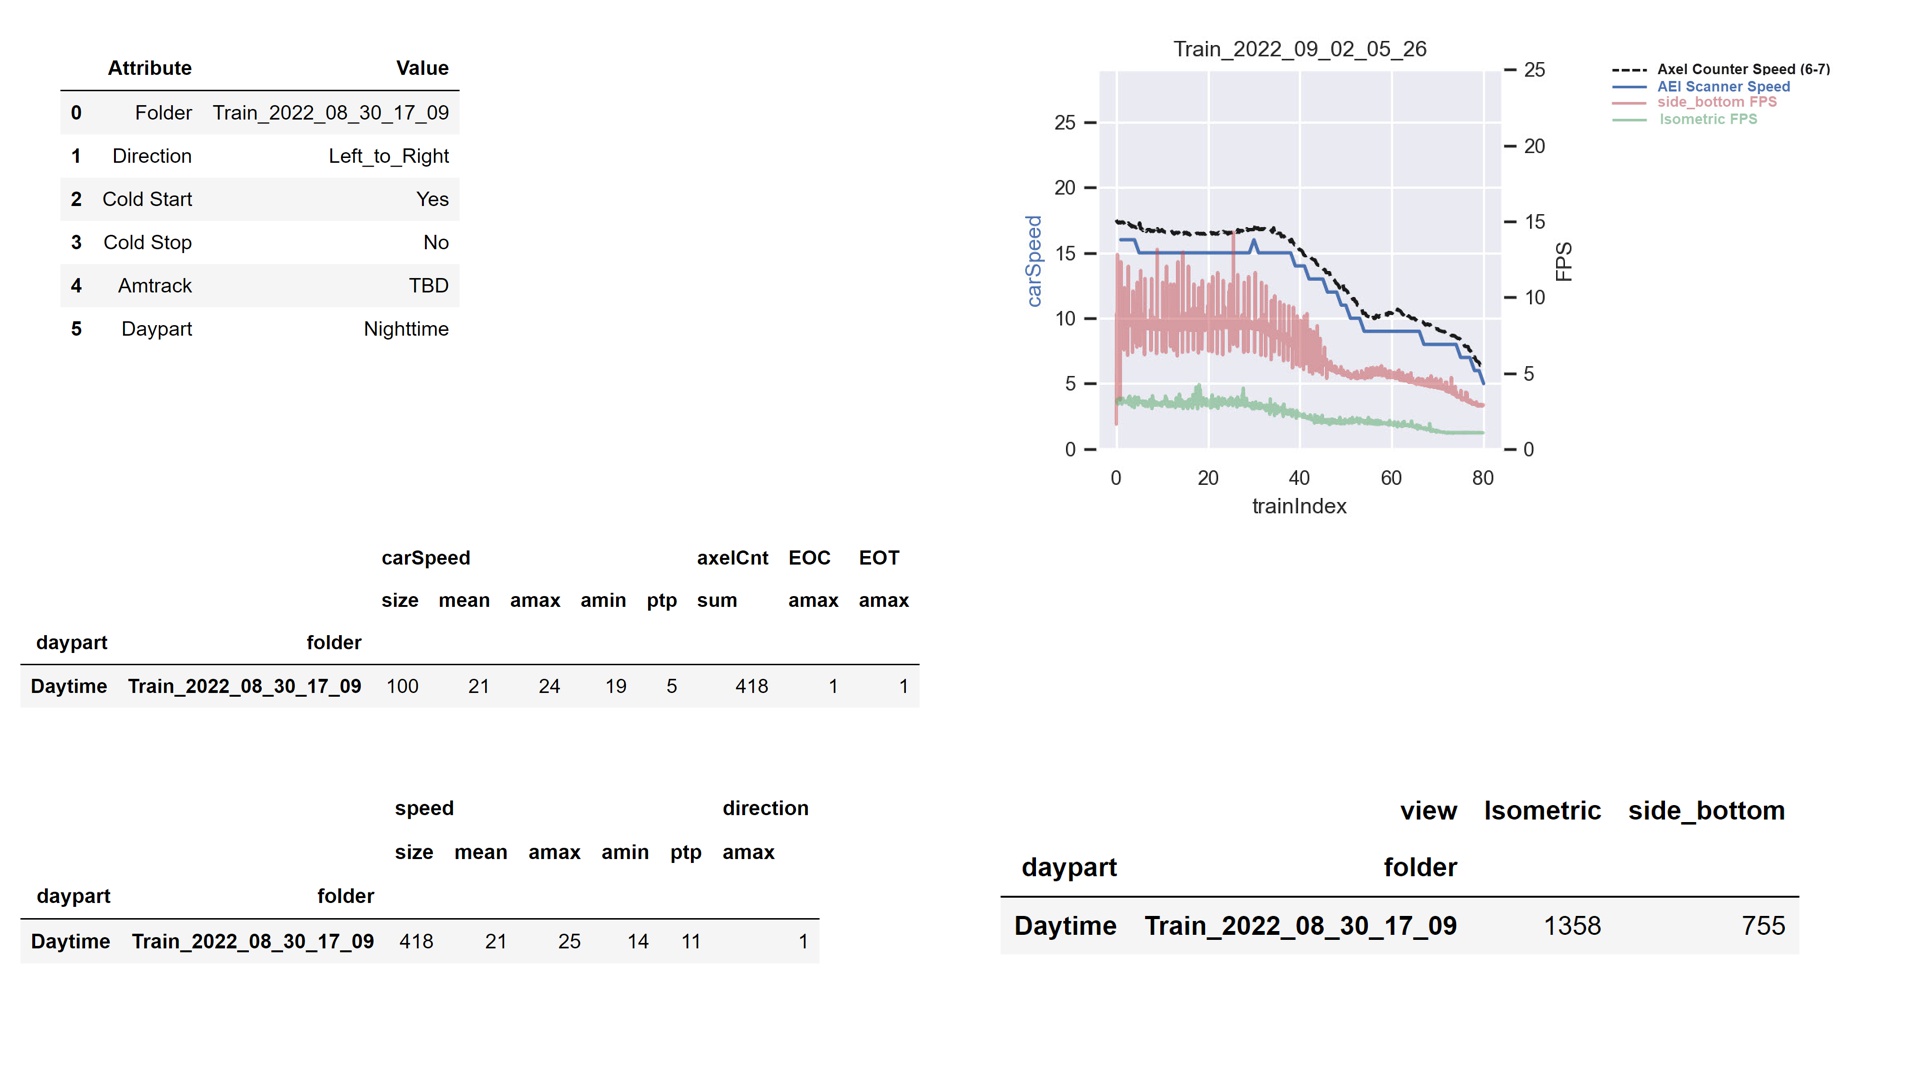 Attribute Value
0 Folder Train_2022_08_30_17_09
1 Direction Left_to_Right
2 Cold Start Yes
3 Cold Stop No
4 Amtrack TBD
5 Daypart Nighttime
Train_2022_09_02_05_26
25
20
15
10
5
0
carSpeed
25
20
15
10
5
0
FPS
0 20 40 60 80
trainIndex
Axel Counter Speed (6-7)
AEI Scanner Speed
side_bottom FPS
Isometric FPS
carSpeed axelCnt EOC EOT
size mean amax amin ptp sum amax amax
daypart folder
Daytime Train_2022_08_30_17_09 100 21 24 19 5 418 1 1
speed direction
size mean amax amin ptp amax
daypart folder
Daytime Train_2022_08_30_17_09 418 21 25 14 11 1
view Isometric side_bottom
daypart folder
Daytime Train_2022_08_30_17_09 1358 755